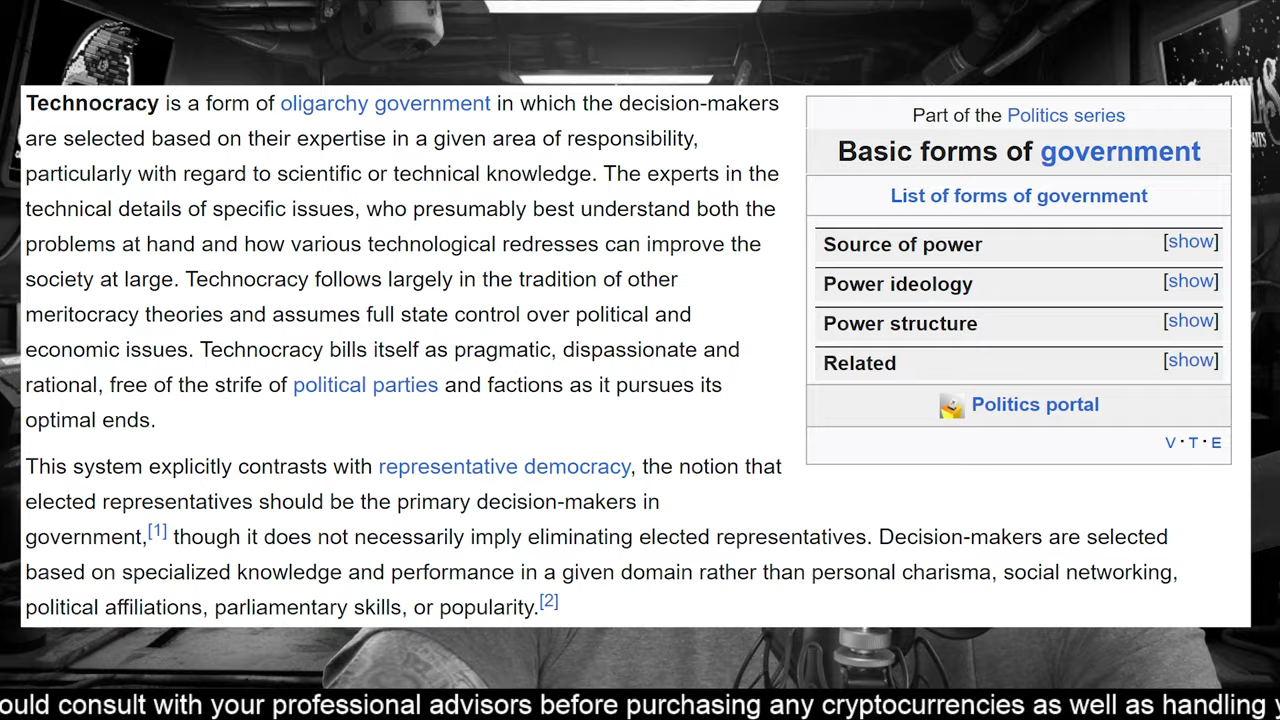 Technocracy is a form of oligarchy government in which the decision-makers
are selected based on their expertise in a given area of responsibility,
particularly with regard to scientific or technical knowledge. The experts in the
technical details of specific issues, who presumably best understand both the
problems at hand and how various technological redresses can improve the
society at large. Technocracy follows largely in the tradition of other
meritocracy theories and assumes full state control over political and
economic issues. Technocracy bills itself as pragmatic, dispassionate and
rational, free of the strife of political parties and factions as it pursues its
optimal ends.
This system explicitly contrasts with representative democracy, the notion that
elected representatives should be the primary decision-makers in
government,[1] though it does not necessarily imply eliminating elected representatives. Decision-makers are selected
based on specialized knowledge and performance in a given domain rather than personal charisma, social networking,
political affiliations, parliamentary skills, or popularity.[2]
Part of the Politics series
Basic forms of government
List of forms of government
Source of power [show]
Power ideology [show]
Power structure [show]
Related [show]
Politics portal
V · T · E
ould consult with your professional advisors before purchasing any cryptocurrencies as well as handling